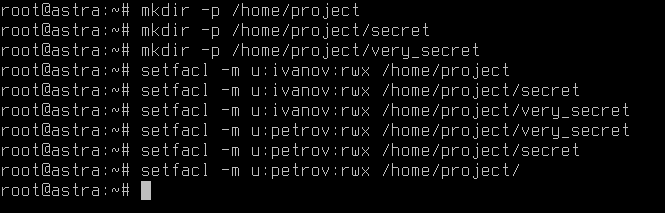 root@astra:~# mkdir -p /home/project
root@astra:~# mkdir -p /home/project/secret
root@astra:~# mkdir -p /home/project/very_secret
root@astra:~# setfacl -m u:ivanov:rwx /home/project
root@astra:~# setfacl -m u:ivanov:rwx /home/project/secret
root@astra:~# setfacl -m u:ivanov:rwx /home/project/very_secret
root@astra:~# setfacl -m u:petrov:rwx /home/project/very_secret
root@astra:~# setfacl -m u:petrov:rwx /home/project/secret
root@astra:~# setfacl -m u:petrov:rwx /home/project/
root@astra:~#